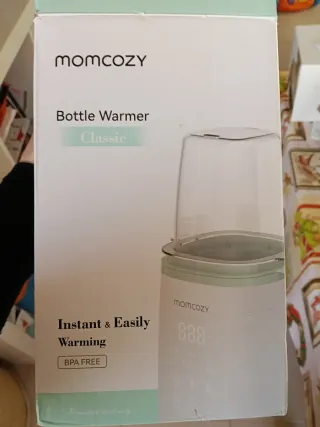 momcozy
Bottle Warmer
Classic
momcozy
888
Instant & Easily
Warming
BPA FREE